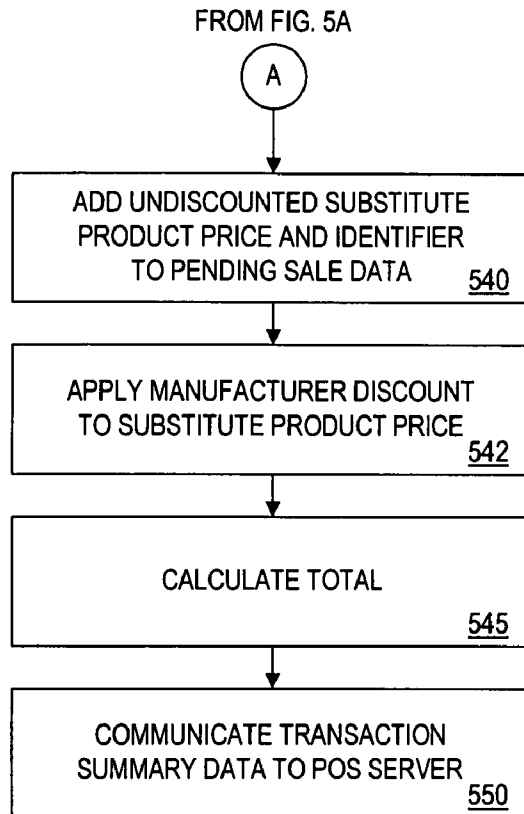 FROM FIG. 5A
A
ADD UNDISCOUNTED SUBSTITUTE
PRODUCT PRICE AND IDENTIFIER
TO PENDING SALE DATA
540
APPLY MANUFACTURER DISCOUNT
TO SUBSTITUTE PRODUCT PRICE
542
CALCULATE TOTAL
545
COMMUNICATE TRANSACTION
SUMMARY DATA TO POS SERVER
550